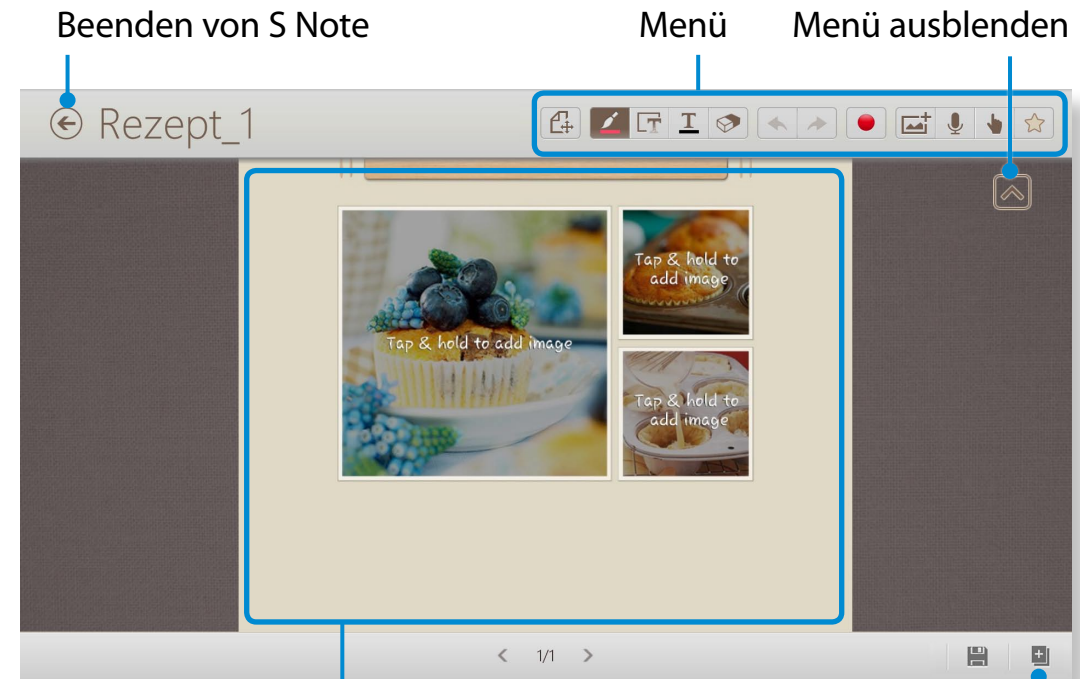 Beenden von S Note
Menü
Menü ausblenden
Rezept_1
Tap & hold to add image
Tap & hold to
add image
Tap & hold to
add image
1/1